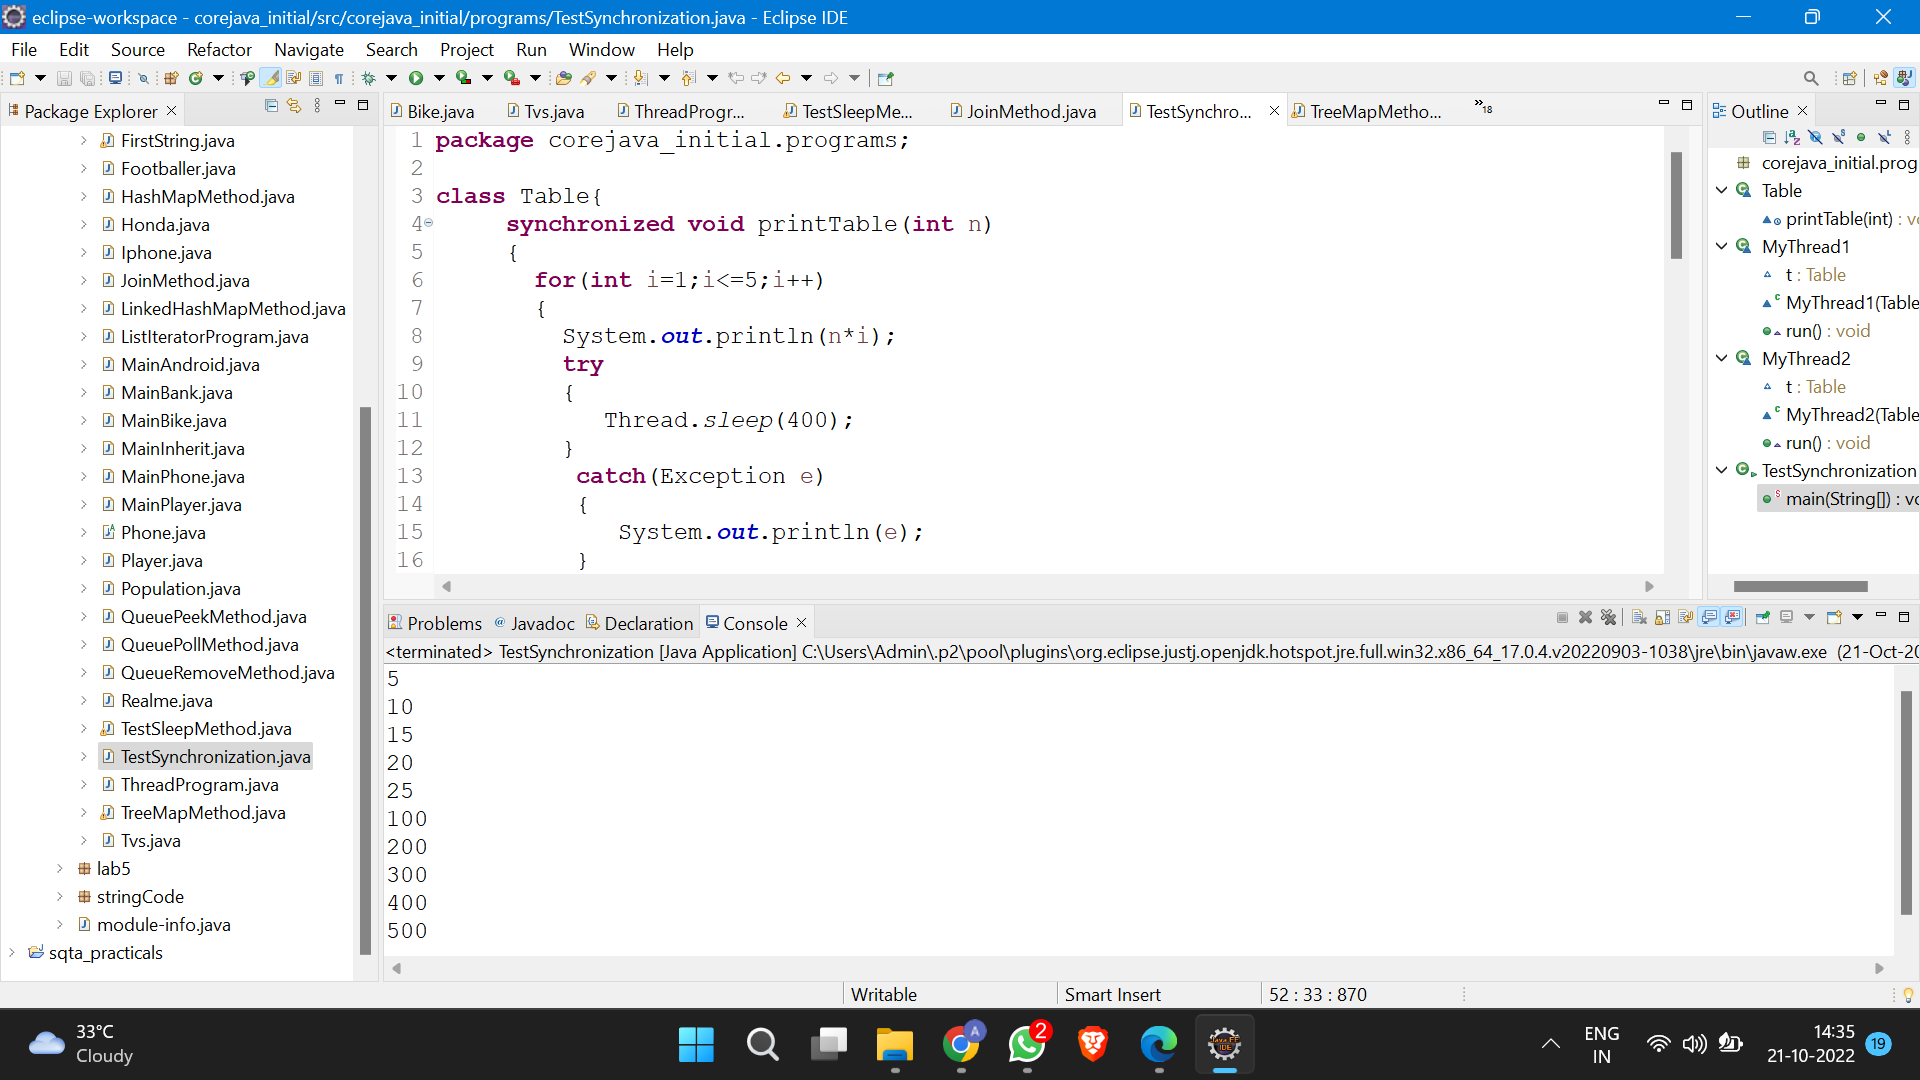 eclipse-workspace - corejava_initial/src/corejava_initial/programs/TestSynchronization.java - Eclipse IDE
File Edit Source Refactor Navigate Search Project Run Window Help
Package Explorer
FirstString.java
Footballer.java
HashMapMethod.java
Honda.java
Iphone.java
JoinMethod.java
LinkedHashMapMethod.java
ListIteratorProgram.java
MainAndroid.java
MainBank.java
MainBike.java
MainInherit.java
MainPhone.java
MainPlayer.java
Phone.java
Player.java
Population.java
QueuePeekMethod.java
QueuePollMethod.java
QueueRemoveMethod.java
Realme.java
TestSleepMethod.java
TestSynchronization.java
ThreadProgram.java
TreeMapMethod.java
Tvs.java
lab5
stringCode
module-info.java
sqta_practicals
Bike.java Tvs.java ThreadProgr... TestSleepMe... JoinMethod.java TestSynchro... TreeMapMetho... »18
1 package corejava_initial.programs;
2
3 class Table{
4 synchronized void printTable(int n)
5 {
6 for(int i=1;i<=5;i++)
7 {
8 System.out.println(n*i);
9 try
10 {
11 Thread.sleep(400);
12 }
13 catch(Exception e)
14 {
15 System.out.println(e);
16 }
Outline
corejava_initial.prog
Table
printTable(int) : vo
MyThread1
t : Table
MyThread1(Table
run() : void
MyThread2
t : Table
MyThread2(Table
run() : void
TestSynchronization
main(String[]) : vo
Problems @ Javadoc Declaration Console
<terminated> TestSynchronization [Java Application] C:\Users\Admin\.p2\pool\plugins\org.eclipse.justj.openjdk.hotspot.jre.full.win32.x86_64_17.0.4.v20220903-1038\jre\bin\javaw.exe (21-Oct-20
5
10
15
20
25
100
200
300
400
500
Writable Smart Insert 52 : 33 : 870
33°C
Cloudy
A
2
ENG
IN
14:35
21-10-2022
19